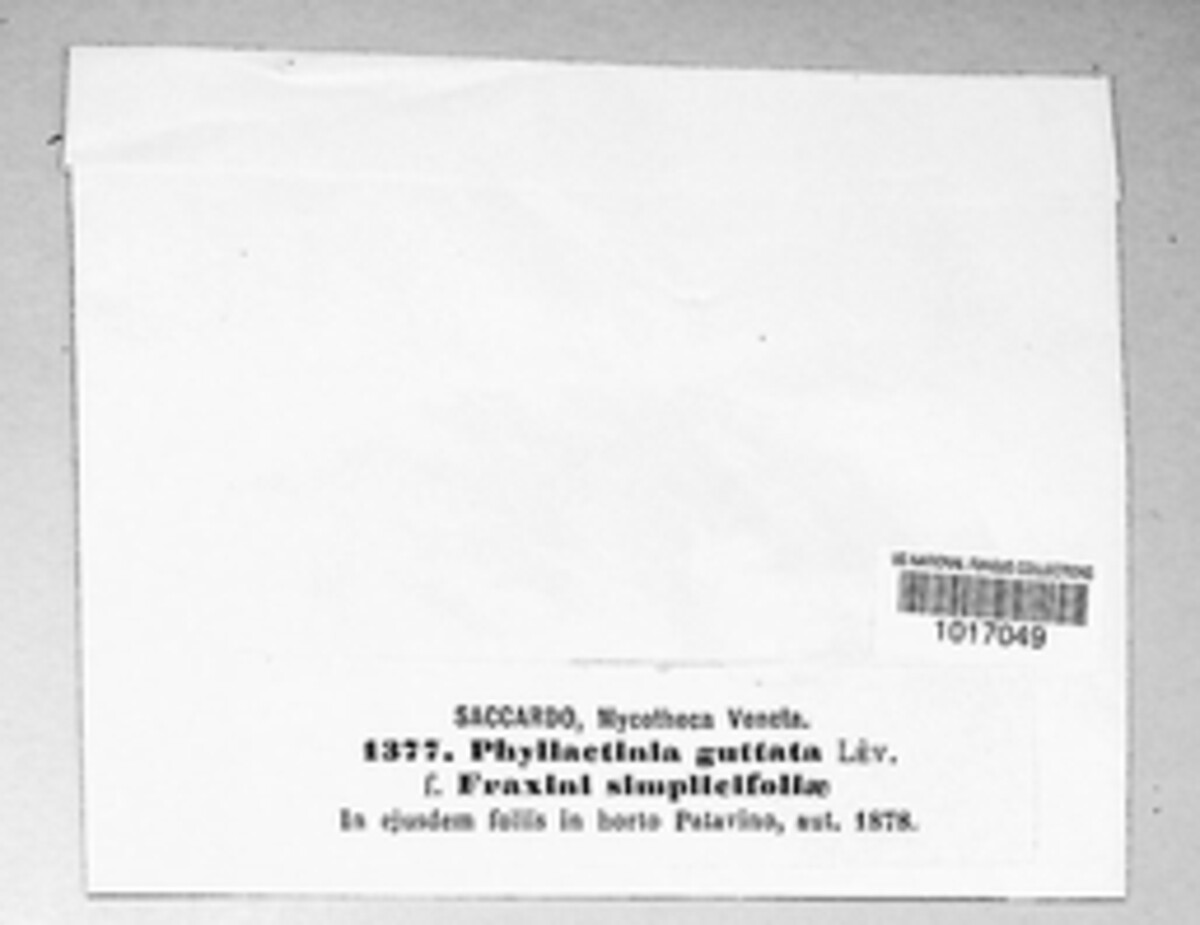 US NATIONAL FUNGUS COLLECTIONS
1017049
SACCARDO, Mycotheca Veneta.
1377. Phyllactinia guttata Lév.
f. Fraxini simplicifoliæ
In ejusdem foliis in horto Patavino, aut. 1878.